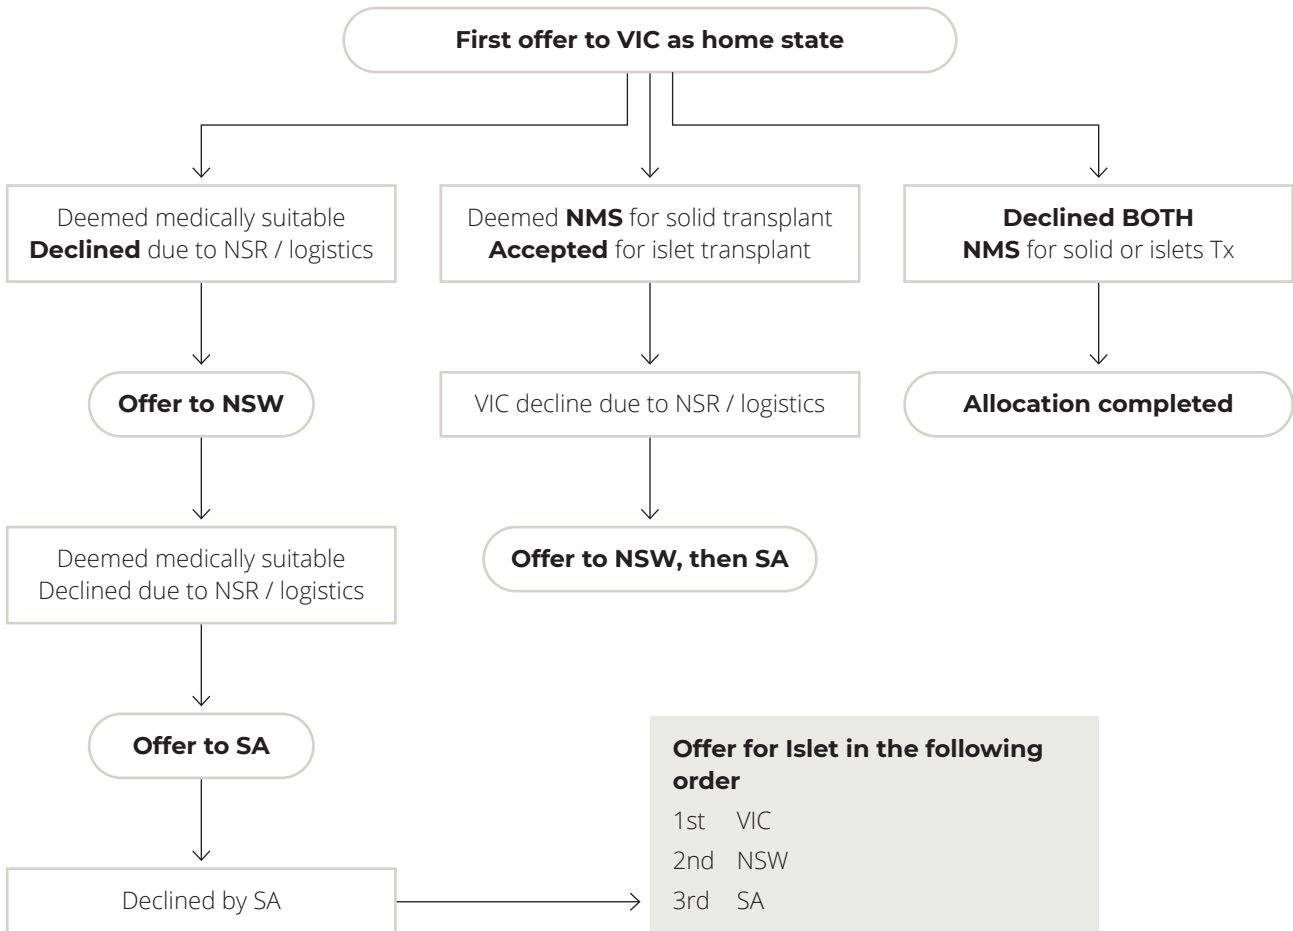 First offer to VIC as home state
Deemed medically suitable
Declined due to NSR / logistics
Deemed NMS for solid transplant
Accepted for islet transplant
Declined BOTH
NMS for solid or islets Tx
Offer to NSW
VIC decline due to NSR / logistics
Allocation completed
Deemed medically suitable
Declined due to NSR / logistics
Offer to NSW, then SA
Offer to SA
Offer for Islet in the following
order
1st VIC
2nd NSW
3rd SA
Declined by SA